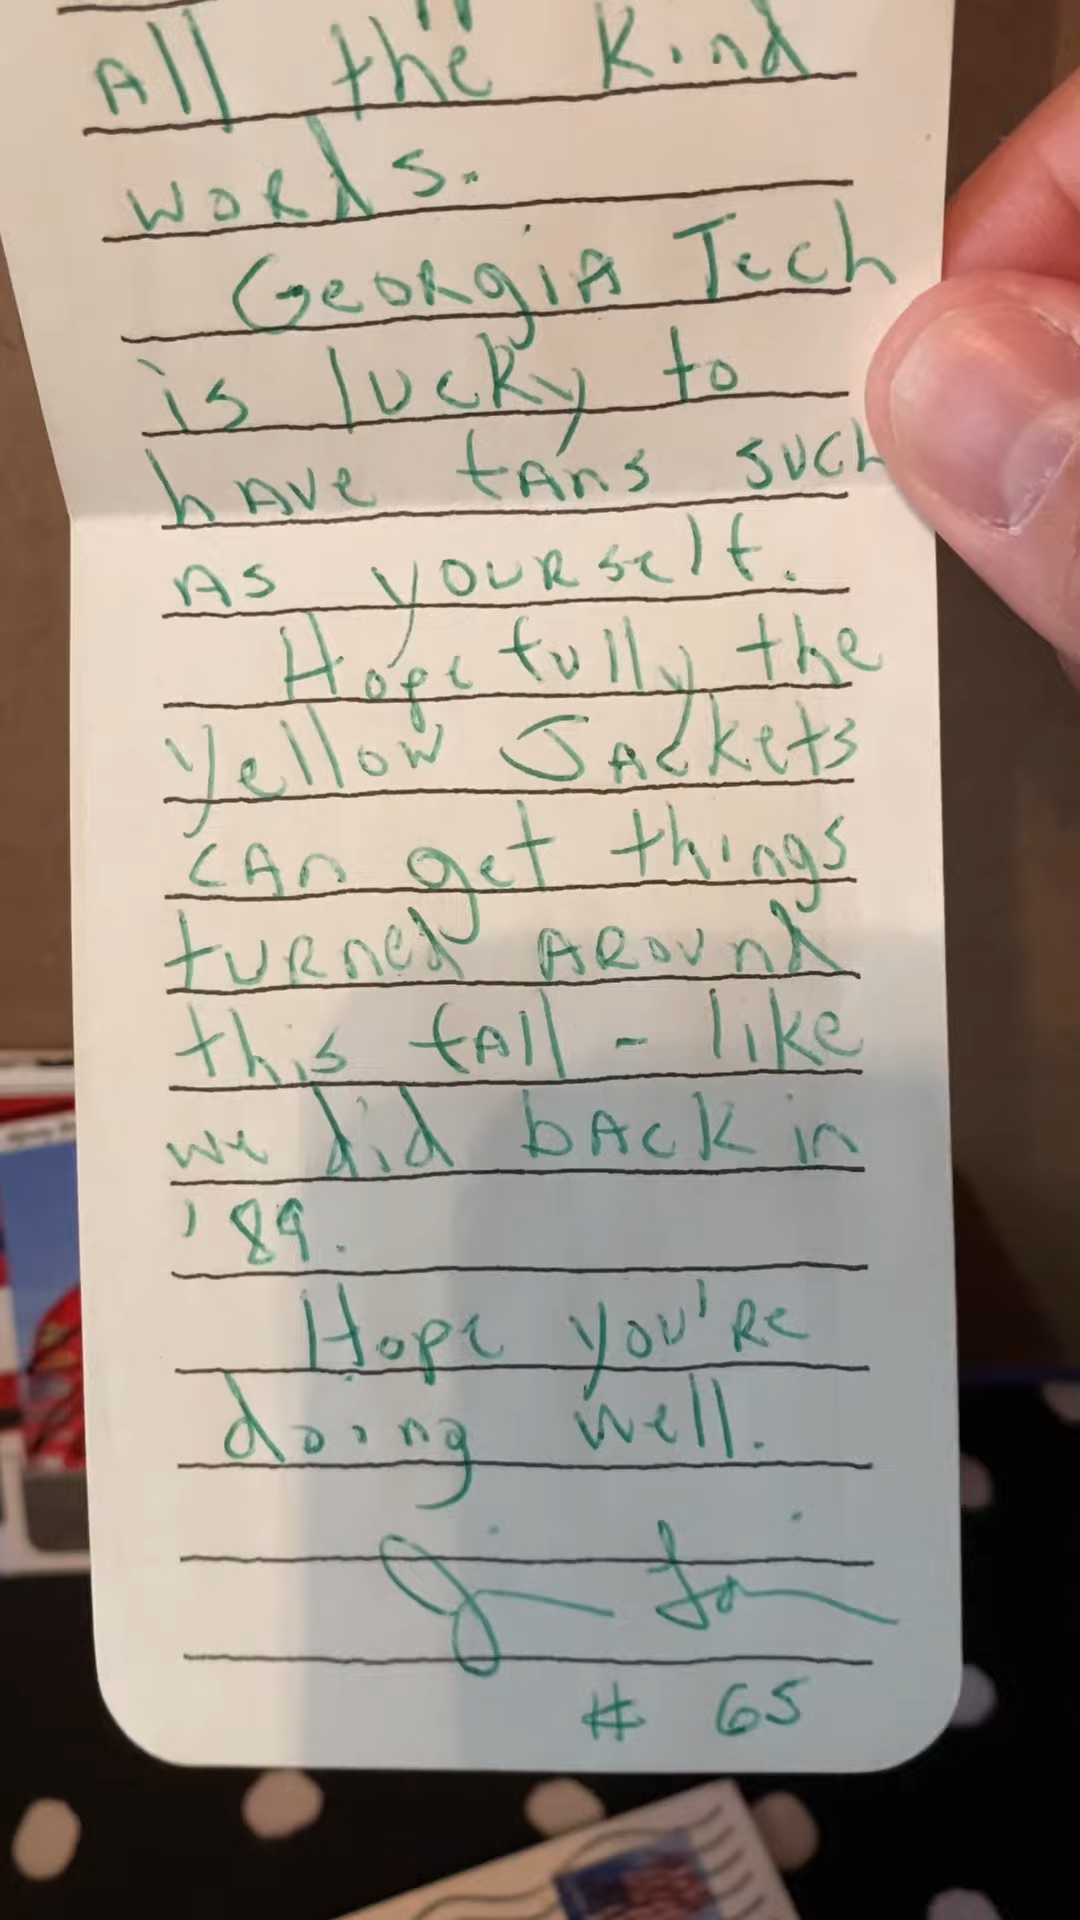 All the Kind
words.
Georgia Tech
is lucky to
have fans such
As yourself.
Hopefully the
Yellow Jackets
can get things
turned around
this fall - like
we did back in
'89.
Hope you're
doing well.
# 65